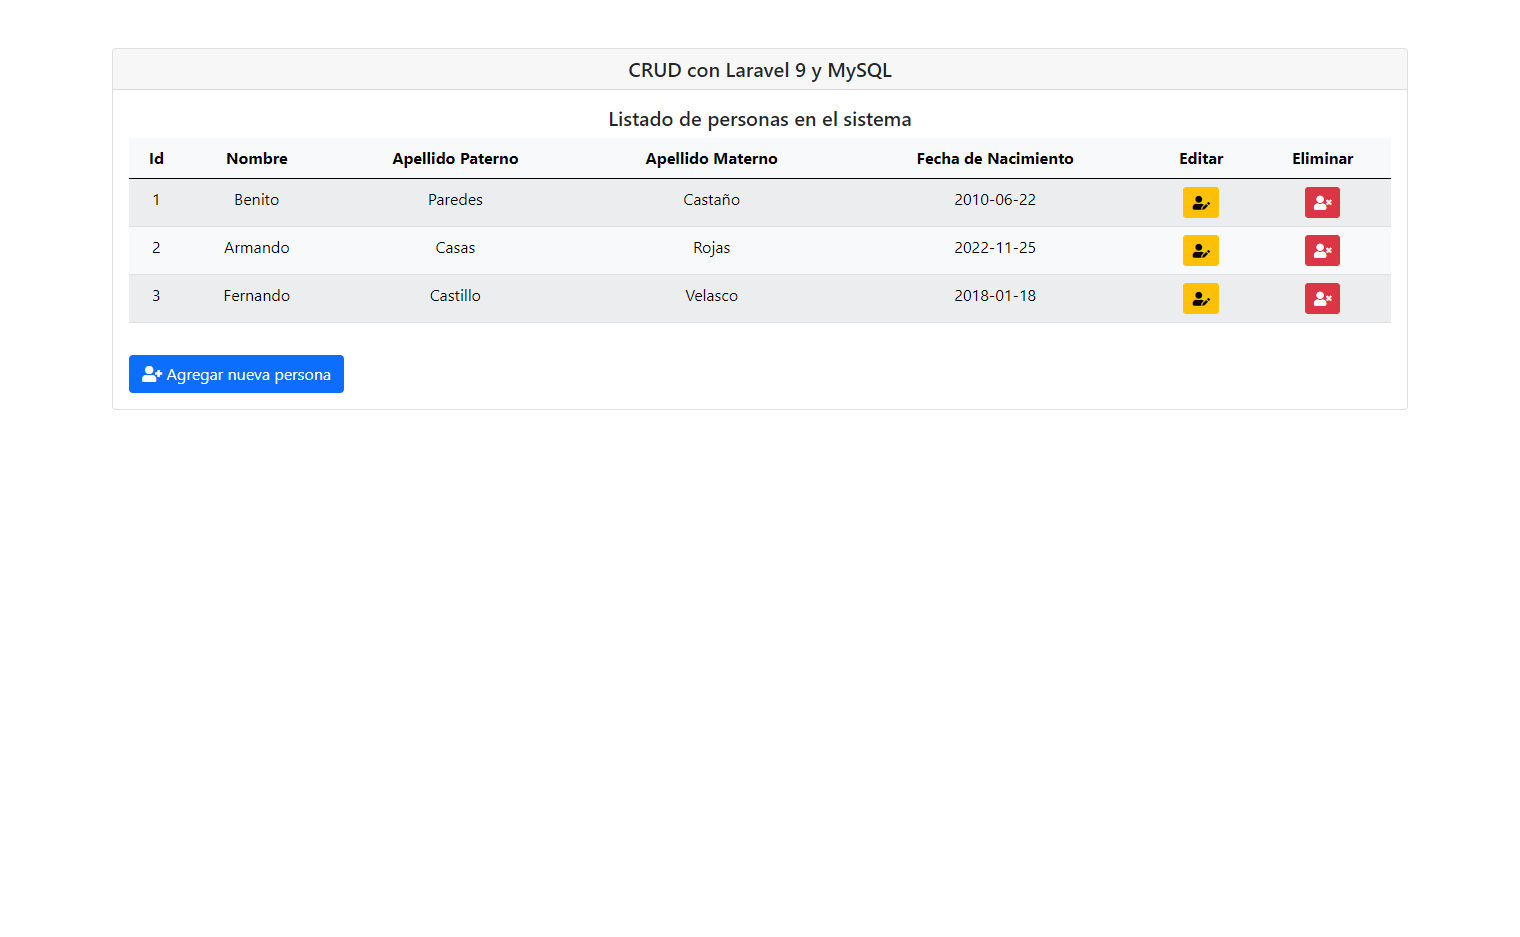 CRUD con Laravel 9 y MySQL
Listado de personas en el sistema
Id Nombre Apellido Paterno Apellido Materno Fecha de Nacimiento Editar Eliminar
1 Benito Paredes Castaño 2010-06-22
2 Armando Casas Rojas 2022-11-25
3 Fernando Castillo Velasco 2018-01-18
Agregar nueva persona